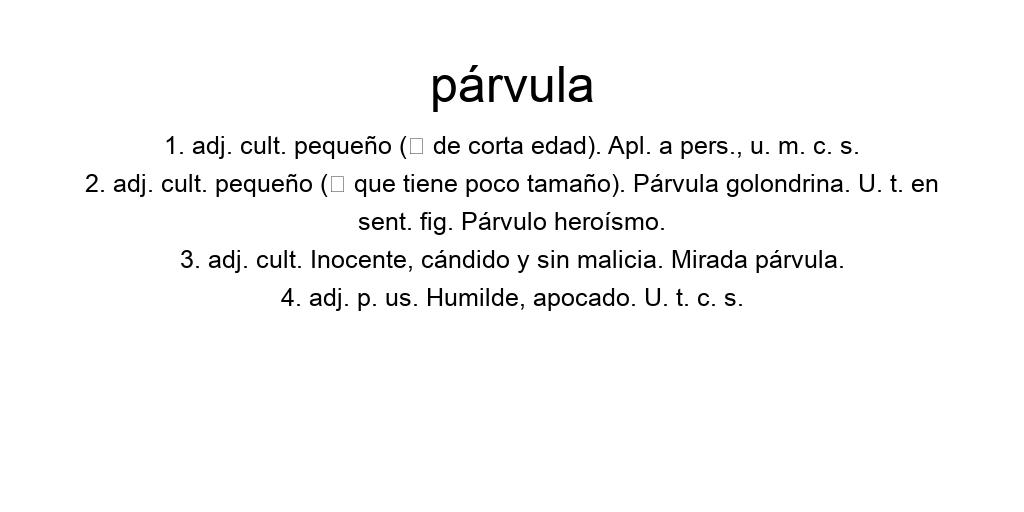 párvula
1. adj. cult. pequeño (▯ de corta edad). Apl. a pers., u. m. c. s.
2. adj. cult. pequeño (▯ que tiene poco tamaño). Párvula golondrina. U. t. en
sent. fig. Párvulo heroísmo.
3. adj. cult. Inocente, cándido y sin malicia. Mirada párvula.
4. adj. p. us. Humilde, apocado. U. t. c. s.